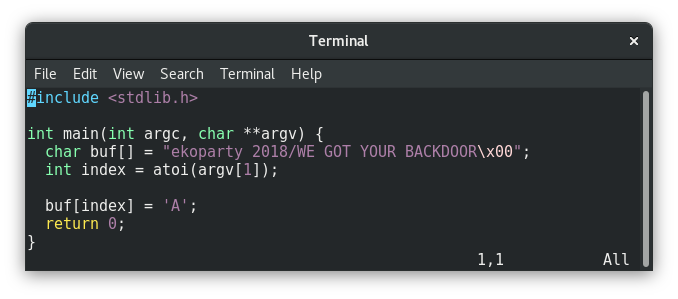 Terminal ×
File Edit View Search Terminal Help
#include <stdlib.h>
int main(int argc, char **argv) {
  char buf[] = "ekoparty 2018/WE GOT YOUR BACKDOOR\x00";
  int index = atoi(argv[1]);
  buf[index] = 'A';
  return 0;
}
1,1 All